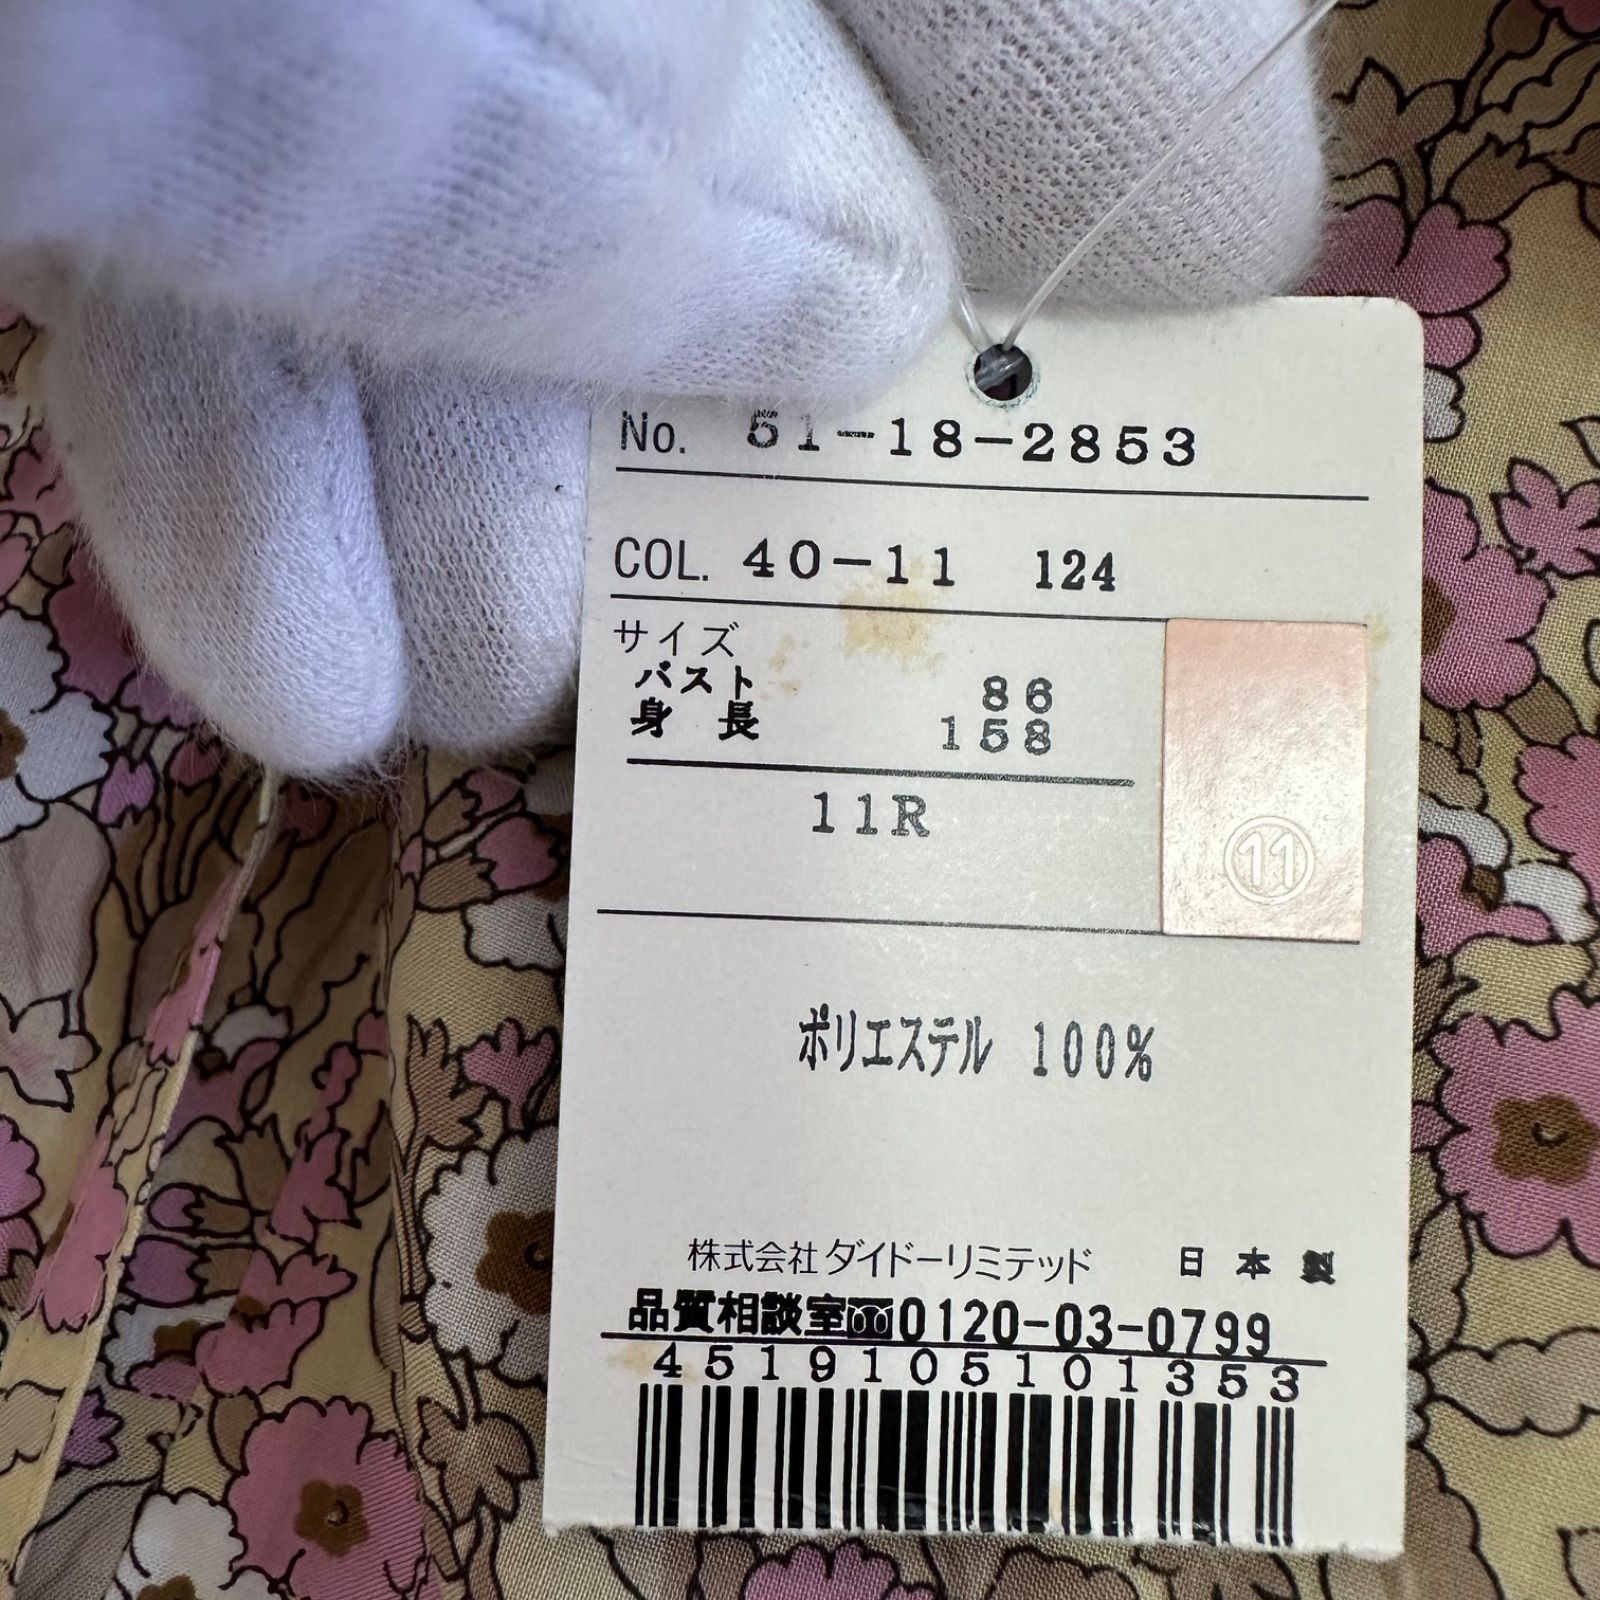 No. 51-18-2853
COL. 40-11 124
サイズ
バスト 86
身長 158
11R
⑪
ポリエステル 100%
株式会社ダイドーリミテッド 日本製
品質相談室 0120-03-0799
4519105101353